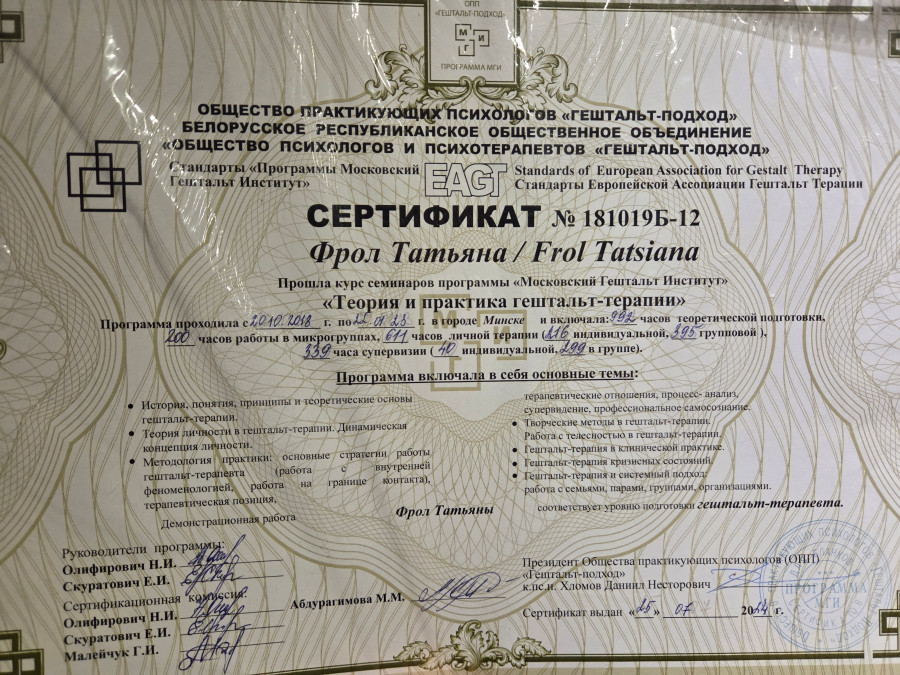 ОПП
«ГЕШТАЛЬТ-ПОДХОД»
М И
Г
ПРОГРАММА МГИ
ОБЩЕСТВО ПРАКТИКУЮЩИХ ПСИХОЛОГОВ «ГЕШТАЛЬТ-ПОДХОД»
БЕЛОРУССКОЕ РЕСПУБЛИКАНСКОЕ ОБЩЕСТВЕННОЕ ОБЪЕДИНЕНИЕ
«ОБЩЕСТВО ПСИХОЛОГОВ И ПСИХОТЕРАПЕВТОВ «ГЕШТАЛЬТ-ПОДХОД»
Стандарты «Программы Московский
Гештальт Институт»
EAGT
Standards of European Association for Gestalt Therapy
Стандарты Европейской Ассоциации Гештальт Терапии
СЕРТИФИКАТ № 181019Б-12
Фрол Татьяна / Frol Tatsiana
Прошла курс семинаров программы «Московский Гештальт Институт»
«Теория и практика гештальт-терапии»
Программа проходила с 20.10.2018 г. по г. в городе Минске и включала: 992 часов теоретической подготовки,
200 часов работы в микрогруппах, 611 часов личной терапии (216 индивидуальной, 395 групповой ),
339 часа супервизии ( 40 индивидуальной, 299 в группе).
Программа включала в себя основные темы:
• История, понятия, принципы и теоретические основы
гештальт-терапии.
• Теория личности в гештальт-терапии. Динамическая
концепция личности.
• Методология практики: основные стратегии работы
гештальт-терапевта (работа с внутренней
феноменологией, работа на границе контакта),
терапевтическая позиция,
терапевтические отношения, процесс- анализ,
супервидение, профессиональное самосознание.
• Творческие методы в гештальт-терапии.
Работа с телесностью в гештальт-терапии.
• Гештальт-терапия в клинической практике.
• Гештальт-терапия кризисных состояний.
• Гештальт-терапия и системный подход:
работа с семьями, парами, группами, организациями.
Демонстрационная работа Фрол Татьяны соответствует уровню подготовки гештальт-терапевта.
Руководители программы:
Олифирович Н.И.
Скуратович Е.И.
Сертификационная комиссия:
Олифирович Н.И.
Скуратович Е.И.
Малейчук Г.И.
Абдурагимова М.М.
Президент Общества практикующих психологов (ОПП)
«Гештальт-подход»
к.пс.н. Хломов Даниил Несторович
Сертификат выдан «25» 07 2024 г.
ПРОГРАММА
МГИ